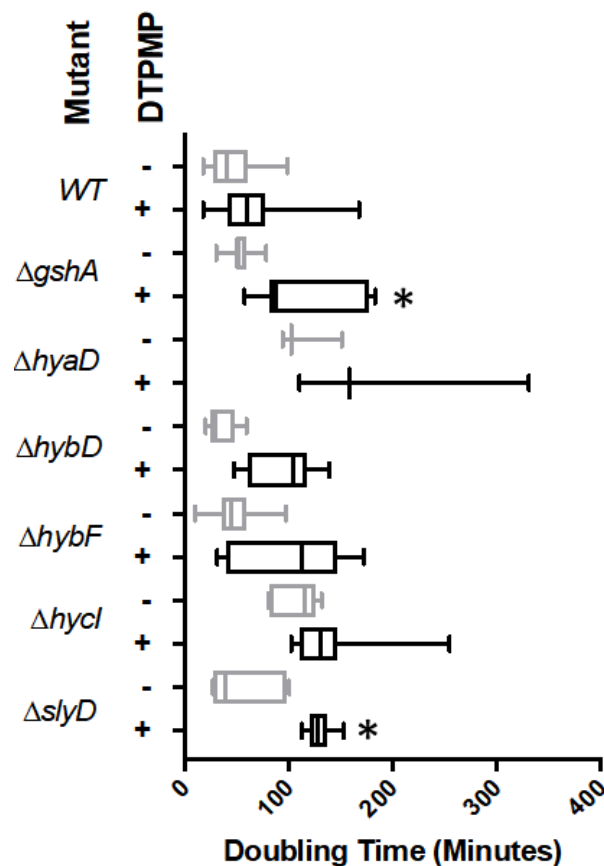 Mutant DTPMP
WT - 
+ *
ΔgshA -
+ *
ΔhyaD -
+
ΔhybD -
+
ΔhybF -
+
ΔhycI -
+
ΔslyD -
+ *
0 100 200 300 400
Doubling Time (Minutes)